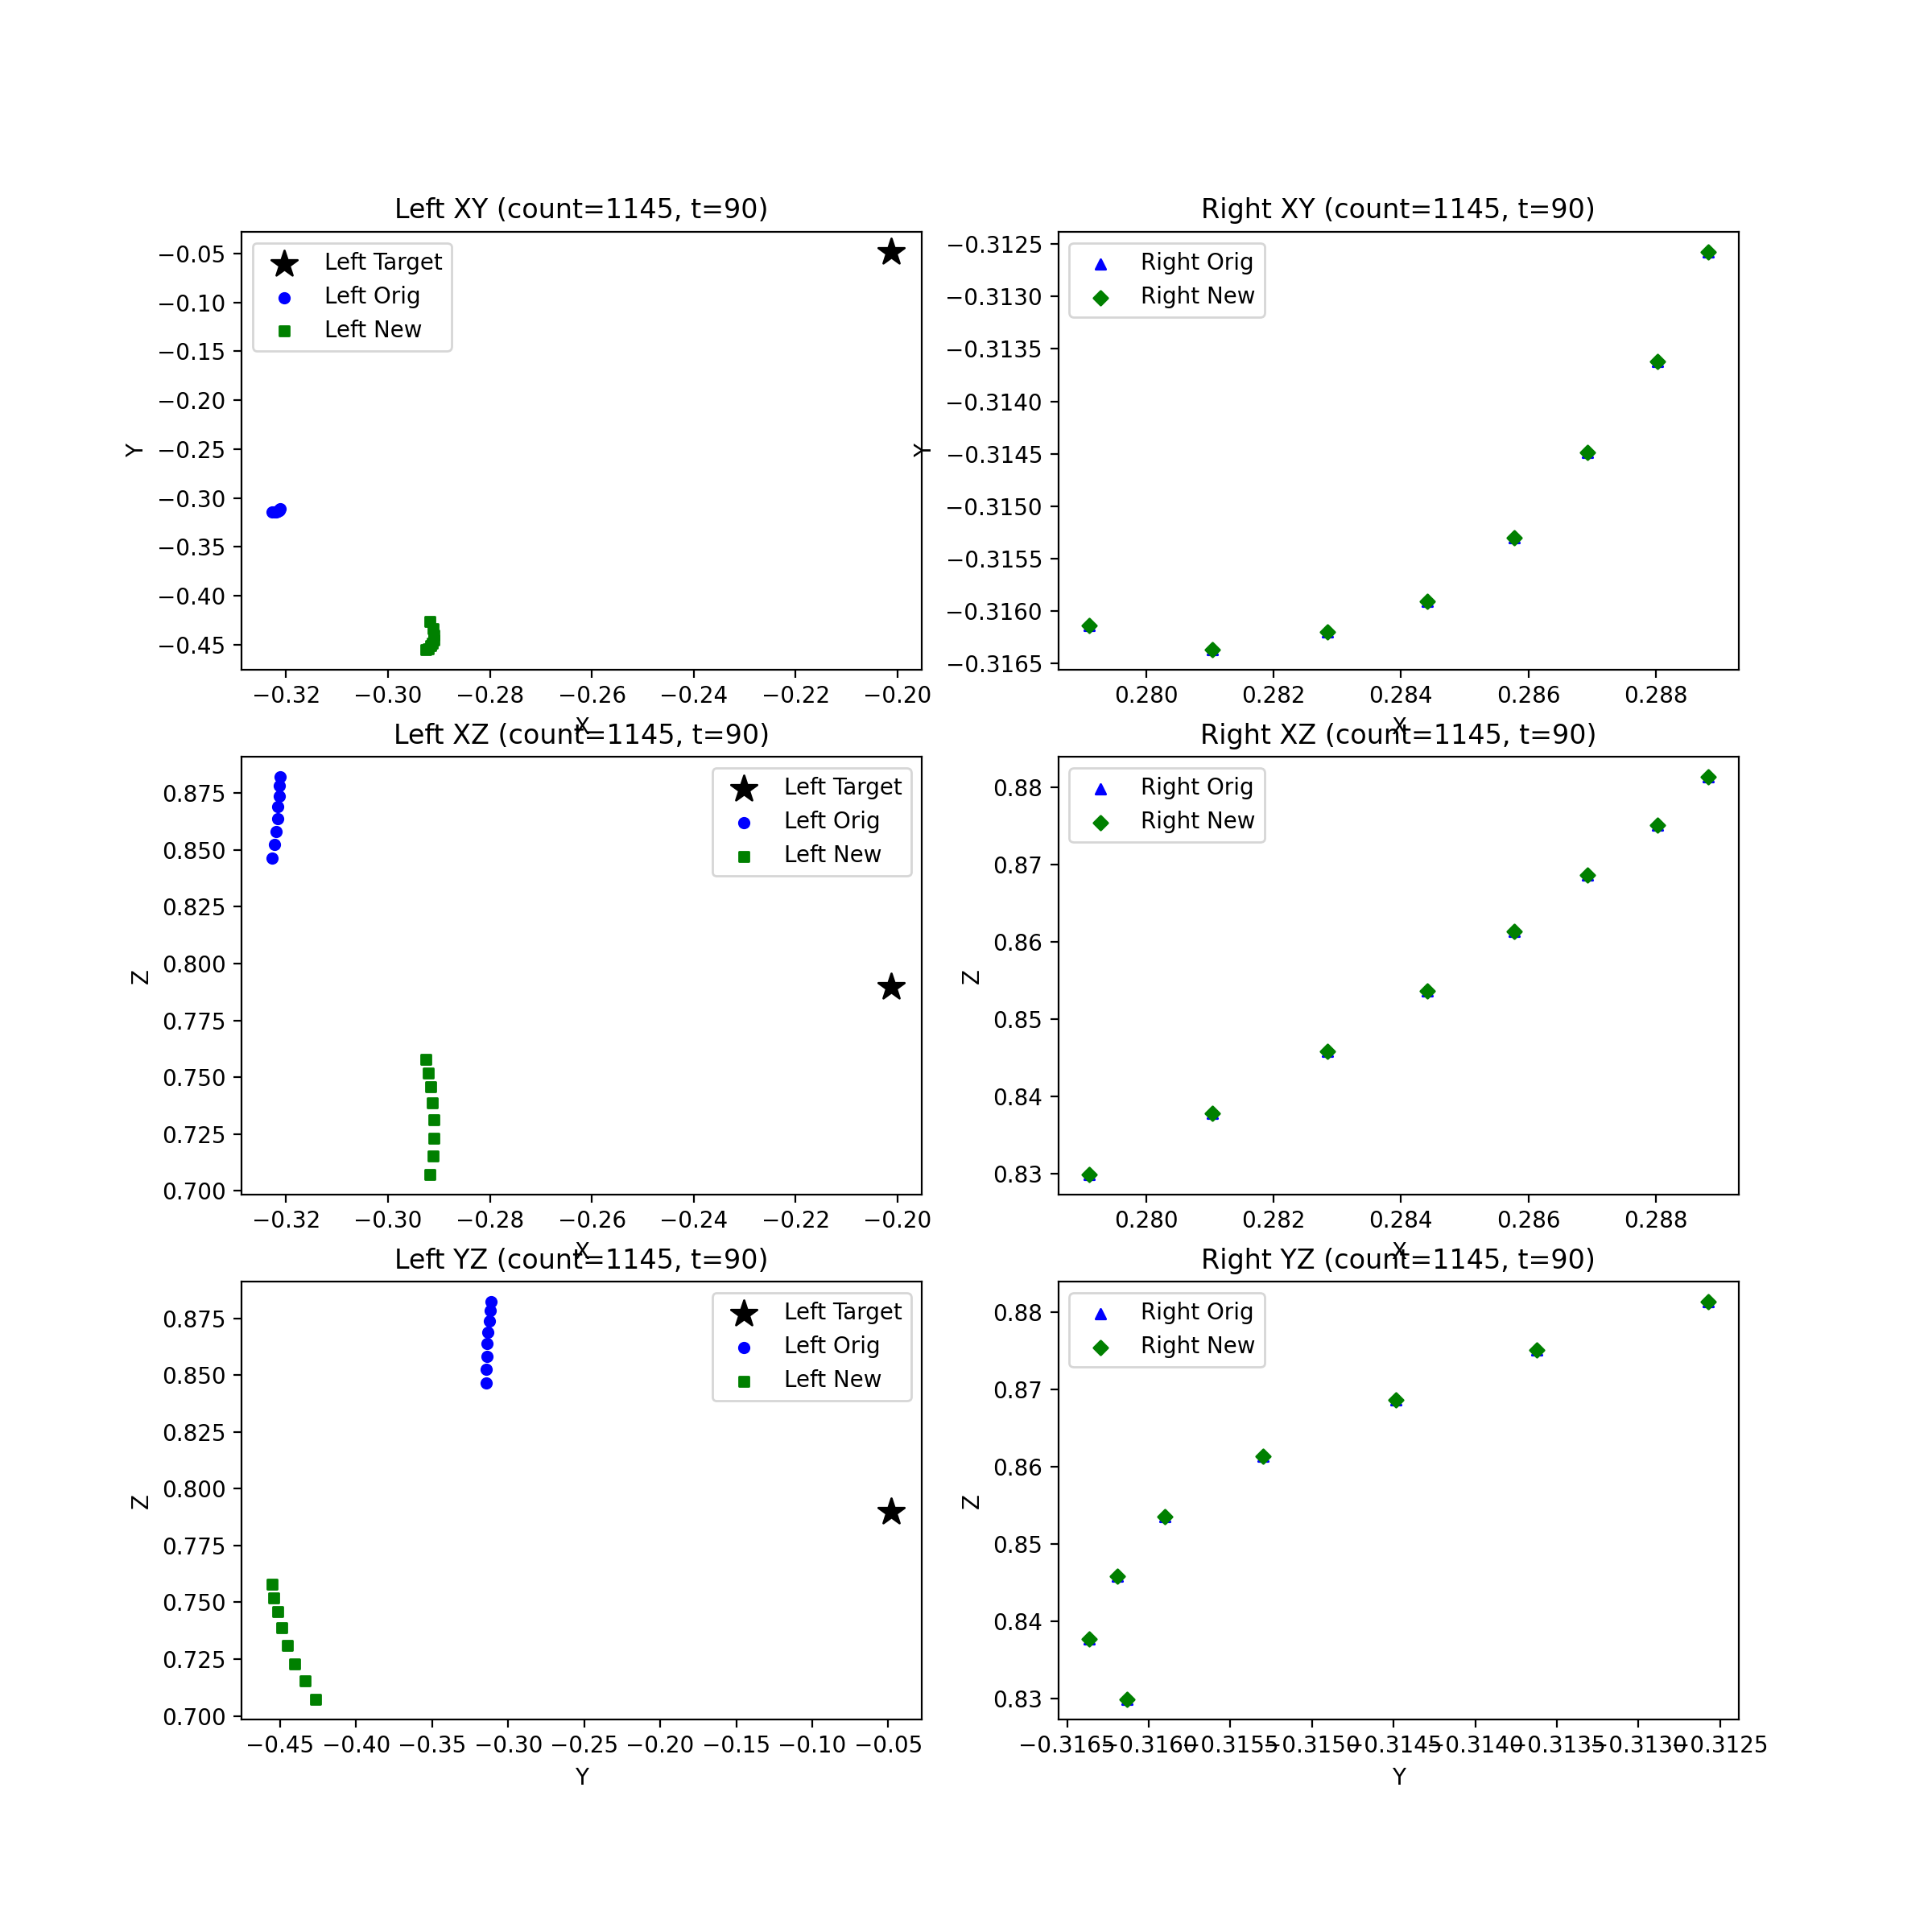 Left XY (count=1145, t=90)
Left Target
Left Orig
Left New
−0.05
−0.10
−0.15
−0.20
−0.25
−0.30
−0.35
−0.40
−0.45
Y
−0.32 −0.30 −0.28 −0.26 −0.24 −0.22 −0.20
X
Right XY (count=1145, t=90)
Right Orig
Right New
−0.3125
−0.3130
−0.3135
−0.3140
−0.3145
−0.3150
−0.3155
−0.3160
−0.3165
Y
0.280 0.282 0.284 0.286 0.288
X
Left XZ (count=1145, t=90)
Left Target
Left Orig
Left New
0.875
0.850
0.825
0.800
0.775
0.750
0.725
0.700
Z
−0.32 −0.30 −0.28 −0.26 −0.24 −0.22 −0.20
X
Right XZ (count=1145, t=90)
Right Orig
Right New
0.88
0.87
0.86
0.85
0.84
0.83
Z
0.280 0.282 0.284 0.286 0.288
X
Left YZ (count=1145, t=90)
Left Target
Left Orig
Left New
0.875
0.850
0.825
0.800
0.775
0.750
0.725
0.700
Z
−0.45 −0.40 −0.35 −0.30 −0.25 −0.20 −0.15 −0.10 −0.05
Y
Right YZ (count=1145, t=90)
Right Orig
Right New
0.88
0.87
0.86
0.85
0.84
0.83
Z
−0.3165 −0.3160 −0.3155 −0.3150 −0.3145 −0.3140 −0.3135 −0.3130 −0.3125
Y